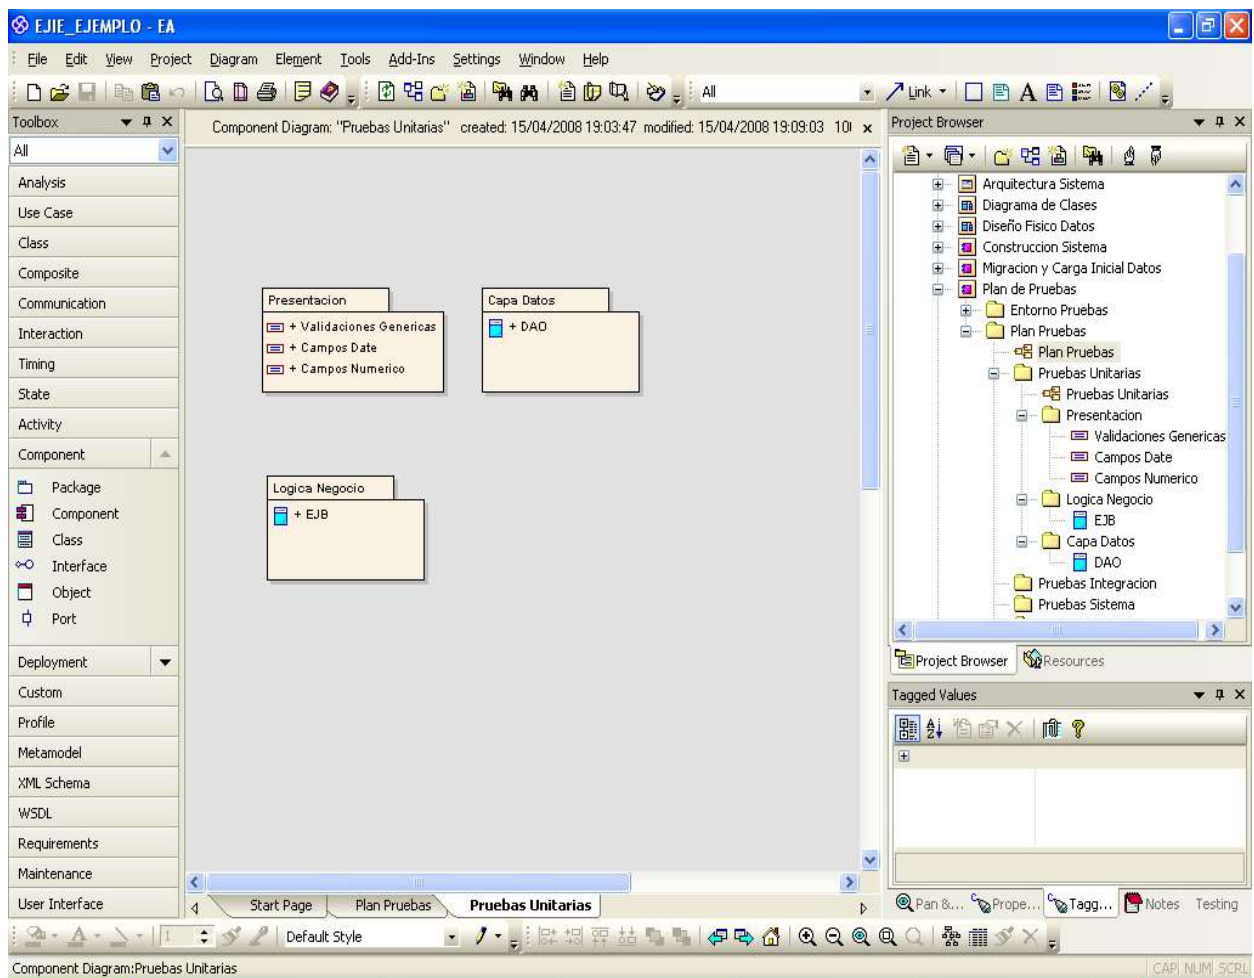 EJIE_EJEMPLO - EA
File Edit View Project Diagram Element Tools Add-Ins Settings Window Help
All
Link
A
Toolbox
All
Analysis
Use Case
Class
Composite
Communication
Interaction
Timing
State
Activity
Component
Package
Component
Class
Interface
Object
Port
Deployment
Custom
Profile
Metamodel
XML Schema
WSDL
Requirements
Maintenance
User Interface
Component Diagram: "Pruebas Unitarias" created: 15/04/2008 19:03:47 modified: 15/04/2008 19:09:03
Presentacion
+ Validaciones Genericas
+ Campos Date
+ Campos Numerico
Capa Datos
+ DAO
Logica Negocio
+ EJB
Start Page Plan Pruebas Pruebas Unitarias
Project Browser
Arquitectura Sistema
Diagrama de Clases
Diseño Fisico Datos
Construccion Sistema
Migracion y Carga Inicial Datos
Plan de Pruebas
Entorno Pruebas
Plan Pruebas
Plan Pruebas
Pruebas Unitarias
Pruebas Unitarias
Presentacion
Validaciones Genericas
Campos Date
Campos Numerico
Logica Negocio
EJB
Capa Datos
DAO
Pruebas Integracion
Pruebas Sistema
Project Browser Resources
Tagged Values
Pan &... Prope... Tagg... Notes Testing
A 1 Default Style
Component Diagram:Pruebas Unitarias
CAP NUM SCRL